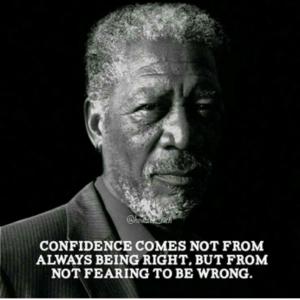 CONFIDENCE COMES NOT FROM
ALWAYS BEING RIGHT, BUT FROM
NOT FEARING TO BE WRONG.